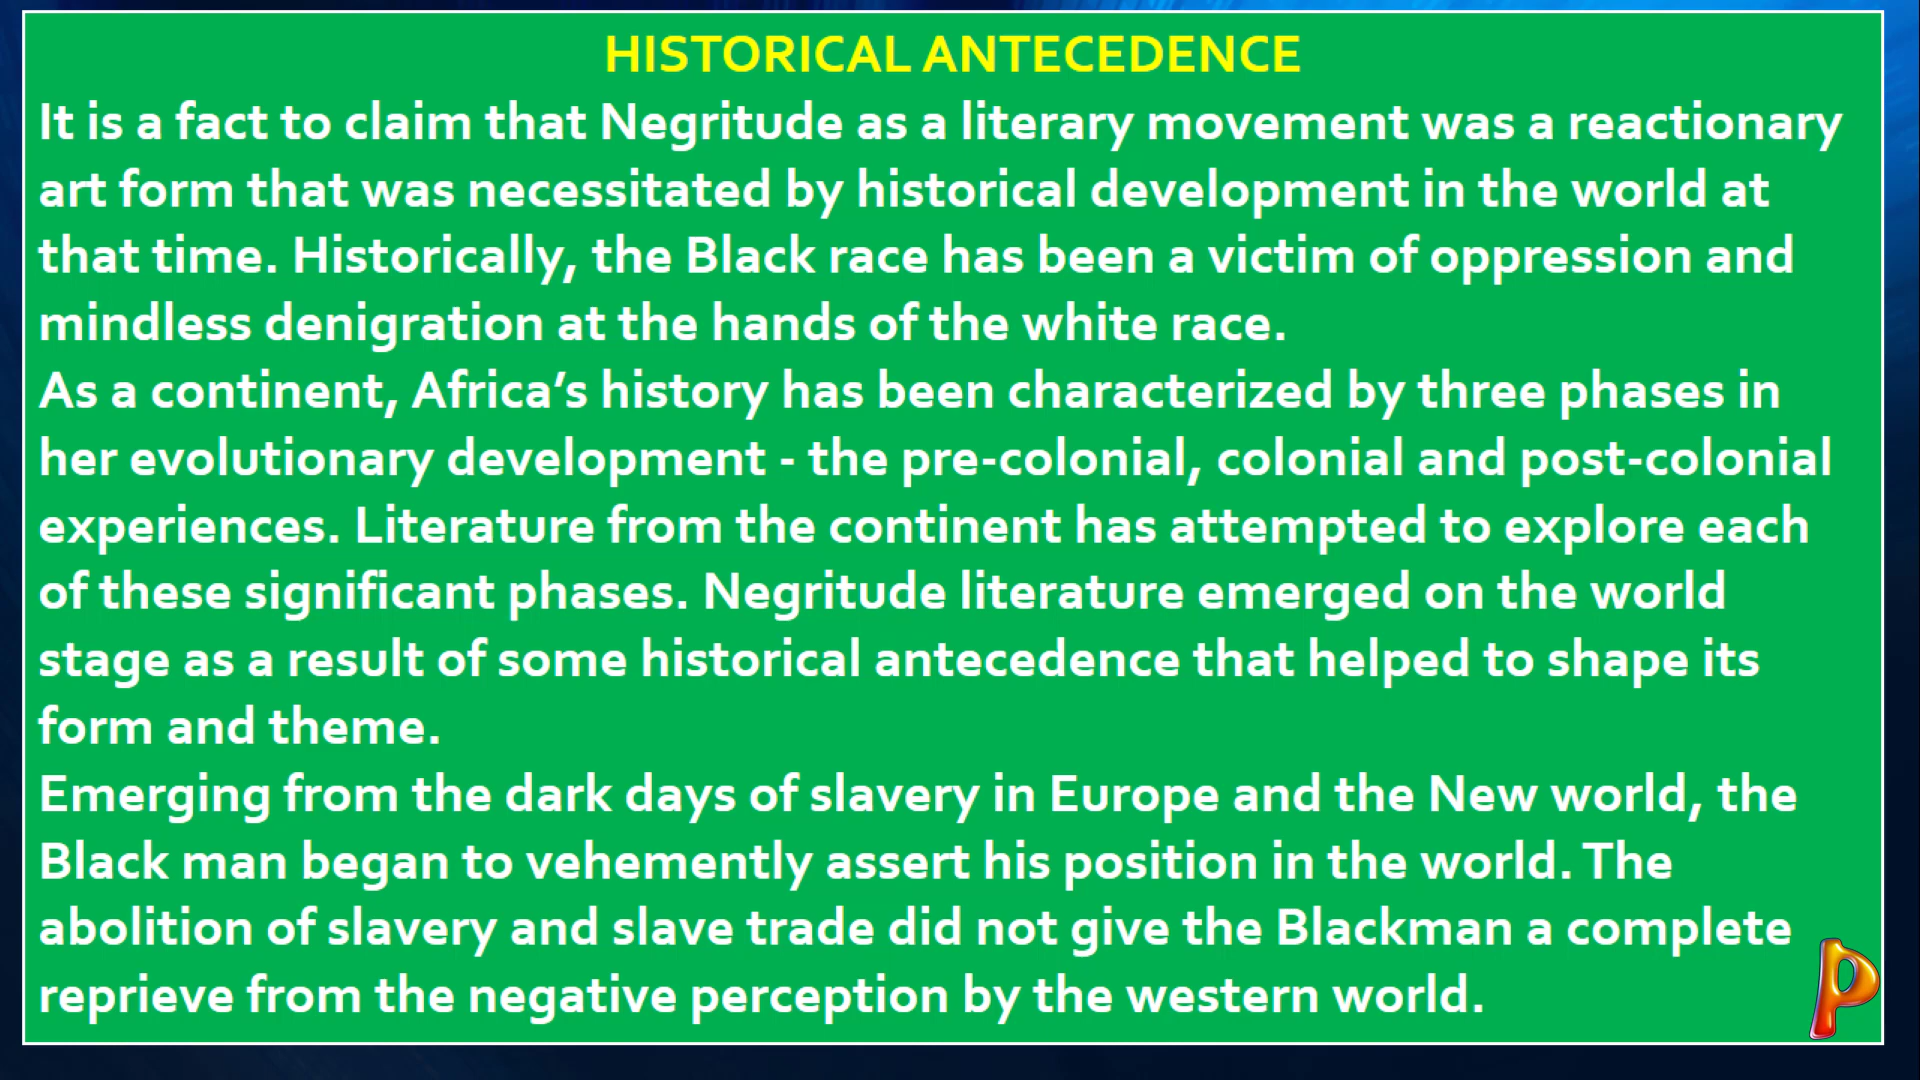 HISTORICAL ANTECEDENCE
It is a fact to claim that Negritude as a literary movement was a reactionary
art form that was necessitated by historical development in the world at
that time. Historically, the Black race has been a victim of oppression and
mindless denigration at the hands of the white race.
As a continent, Africa’s history has been characterized by three phases in
her evolutionary development - the pre-colonial, colonial and post-colonial
experiences. Literature from the continent has attempted to explore each
of these significant phases. Negritude literature emerged on the world
stage as a result of some historical antecedence that helped to shape its
form and theme.
Emerging from the dark days of slavery in Europe and the New world, the
Black man began to vehemently assert his position in the world. The
abolition of slavery and slave trade did not give the Blackman a complete
reprieve from the negative perception by the western world.
P